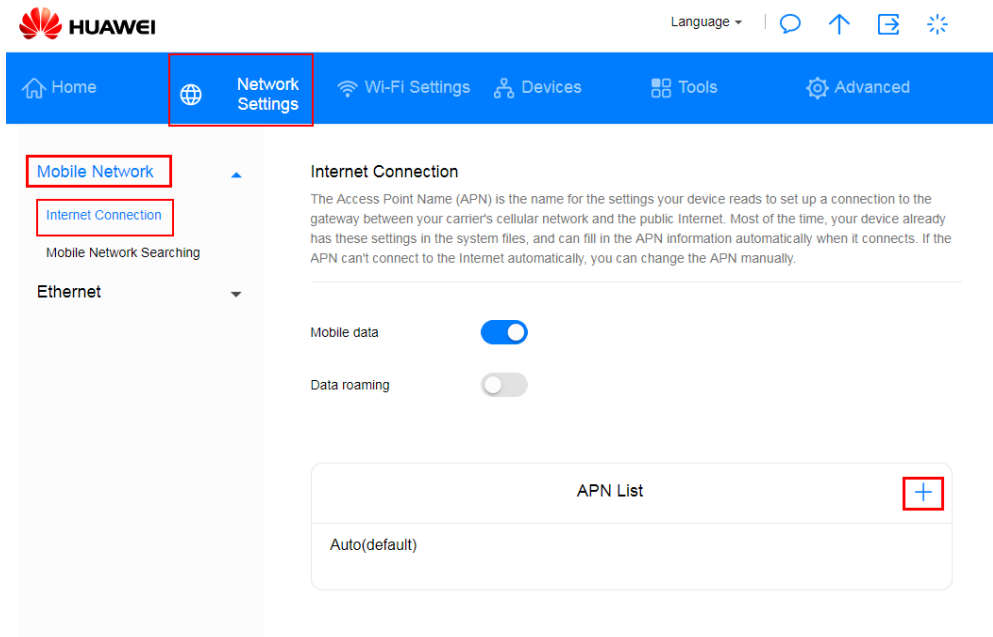 HUAWEI
Language
Home
Network
Settings
Wi-Fi Settings
Devices
Tools
Advanced
Mobile Network
Internet Connection
Mobile Network Searching
Ethernet
Internet Connection
The Access Point Name (APN) is the name for the settings your device reads to set up a connection to the
gateway between your carrier's cellular network and the public Internet. Most of the time, your device already
has these settings in the system files, and can fill in the APN information automatically when it connects. If the
APN can't connect to the Internet automatically, you can change the APN manually.
Mobile data
Data roaming
APN List
Auto(default)